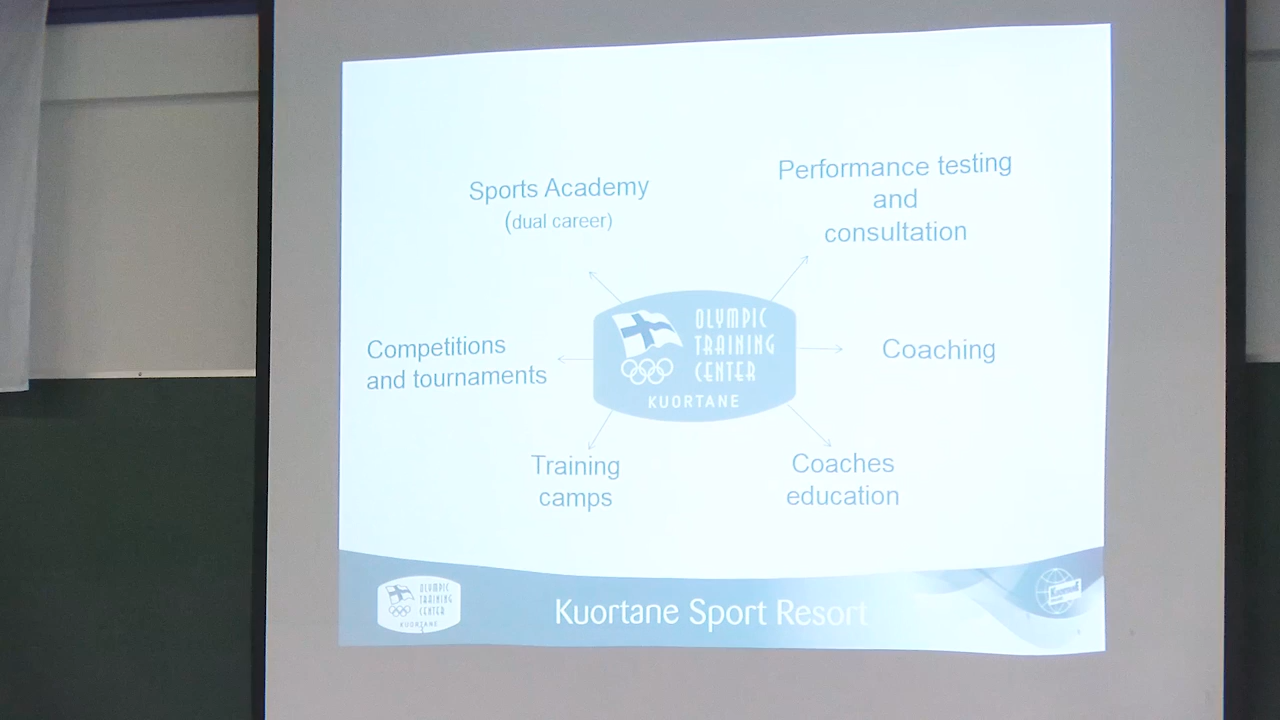 Sports Academy
(dual career)
Performance testing
and
consultation
Competitions
and tournaments
OLYMPIC
TRAINING
CENTER
KUORTANE
Coaching
Training
camps
Coaches
education
OLYMPIC
TRAINING
CENTER
KUORTANE
Kuortane Sport Resort